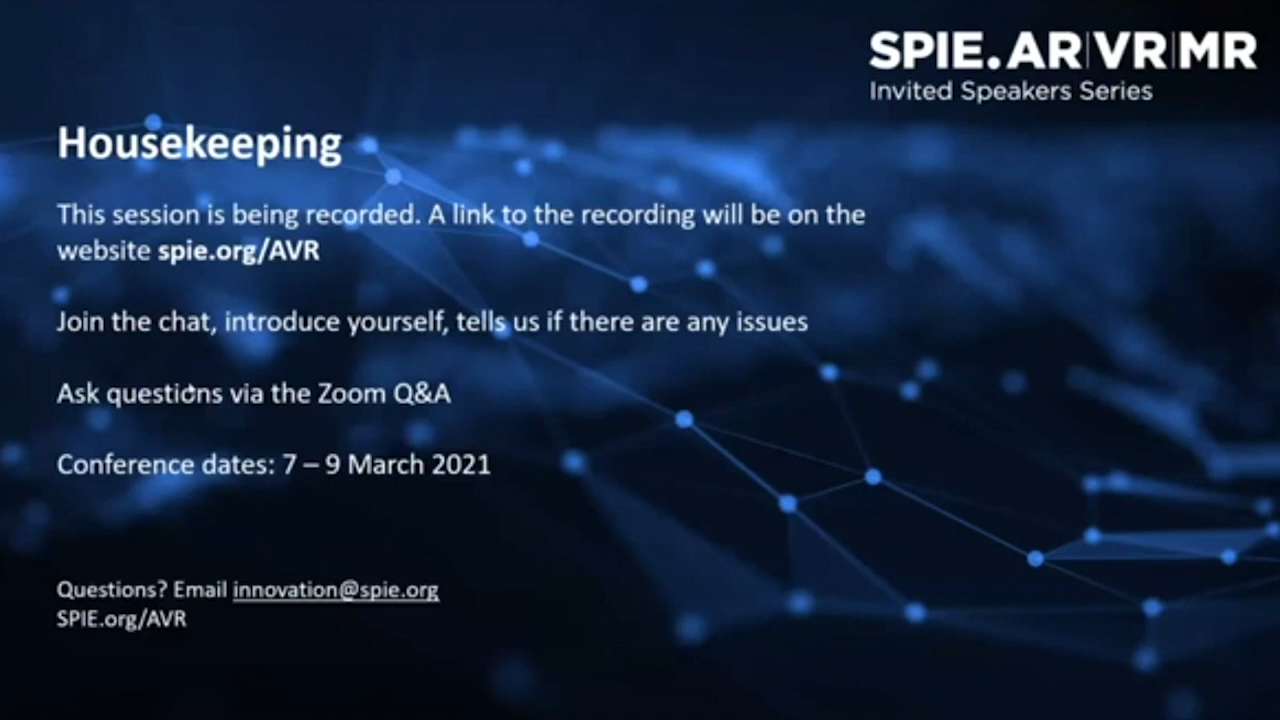 SPIE.AR|VR|MR
Invited Speakers Series
Housekeeping
This session is being recorded. A link to the recording will be on the
website spie.org/AVR
Join the chat, introduce yourself, tells us if there are any issues
Ask questions via the Zoom Q&A
Conference dates: 7 – 9 March 2021
Questions? Email innovation@spie.org
SPIE.org/AVR